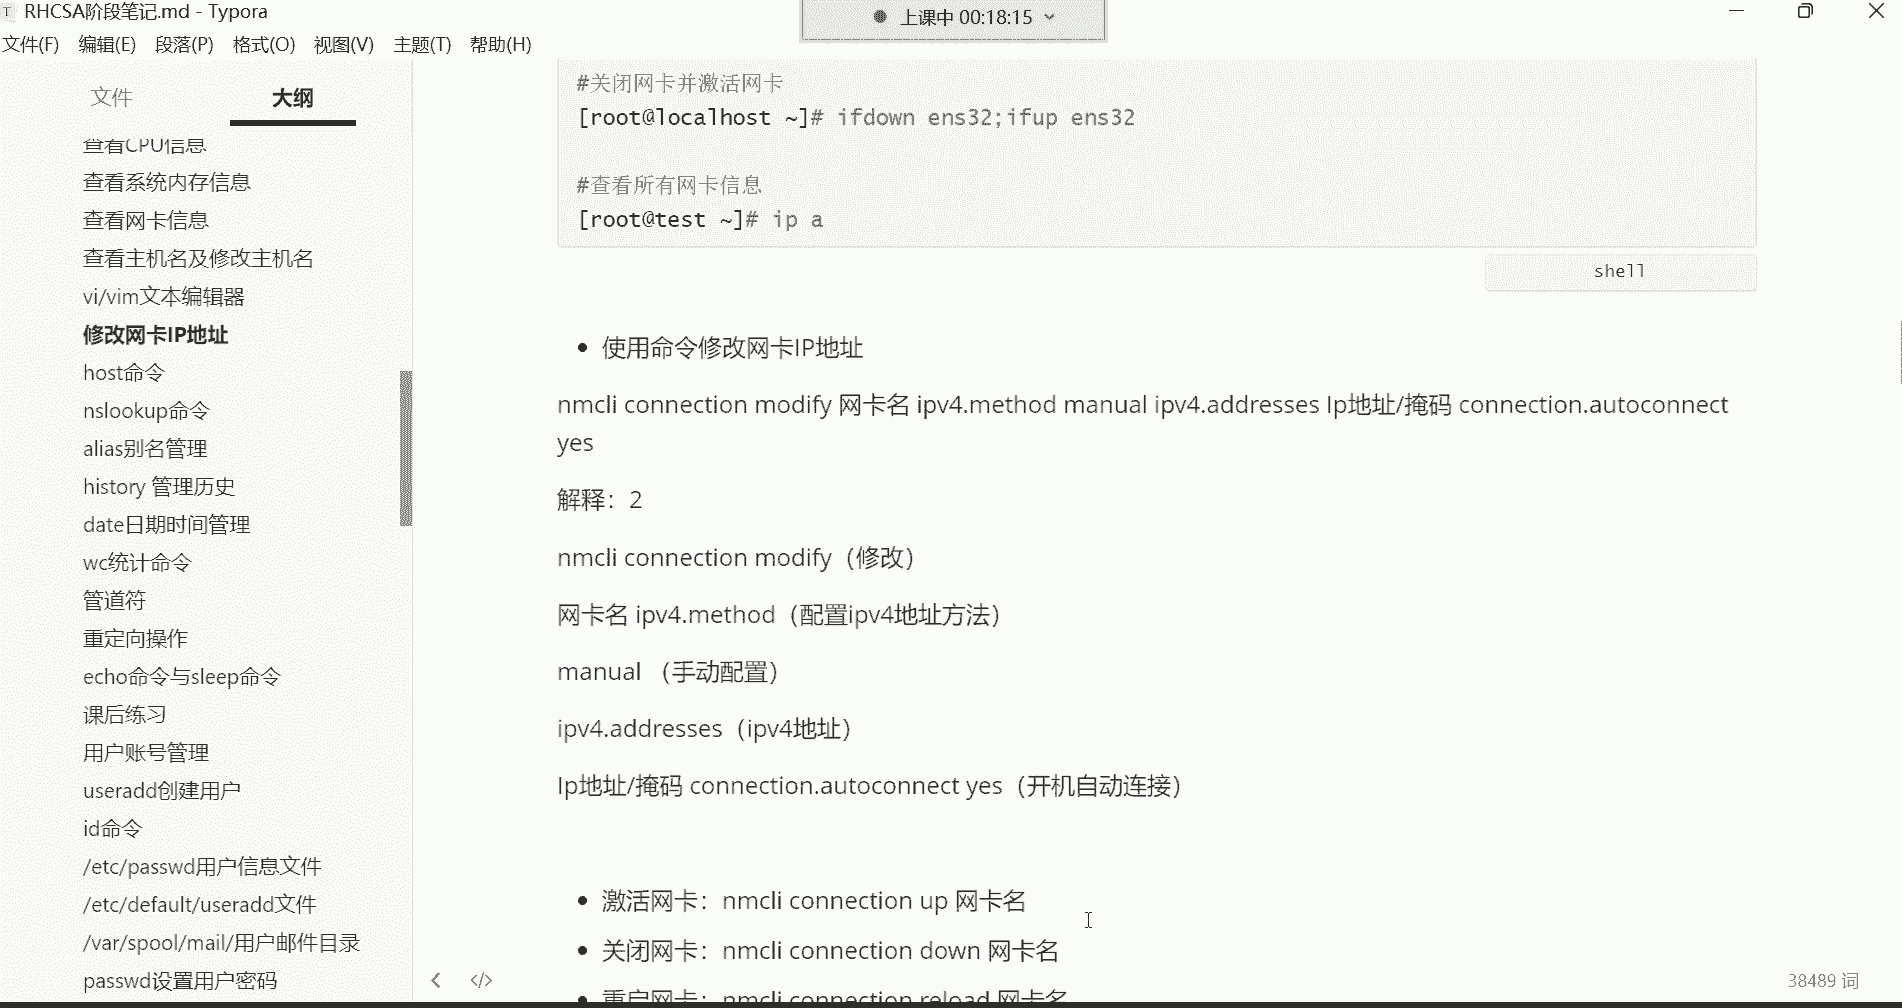 RHCSA阶段笔记.md - Typora
上课中 00:18:15
文件(F) 编辑(E) 段落(P) 格式(O) 视图(V) 主题(T) 帮助(H)
文件 大纲
查看CPU信息
查看系统内存信息
查看网卡信息
查看主机名及修改主机名
vi/vim文本编辑器
修改网卡IP地址
host命令
nslookup命令
alias别名管理
history 管理历史
date日期时间管理
wc统计命令
管道符
重定向操作
echo命令与sleep命令
课后练习
用户账号管理
useradd创建用户
id命令
/etc/passwd用户信息文件
/etc/default/useradd文件
/var/spool/mail/用户邮件目录
passwd设置用户密码
#关闭网卡并激活网卡
[root@localhost ~]# ifdown ens32;ifup ens32
#查看所有网卡信息
[root@test ~]# ip a
shell
使用命令修改网卡IP地址
nmcli connection modify 网卡名 ipv4.method manual ipv4.addresses Ip地址/掩码 connection.autoconnect
yes
解释：2
nmcli connection modify（修改）
网卡名 ipv4.method（配置ipv4地址方法）
manual （手动配置）
ipv4.addresses（ipv4地址）
Ip地址/掩码 connection.autoconnect yes（开机自动连接）
激活网卡：nmcli connection up 网卡名
关闭网卡：nmcli connection down 网卡名
重启网卡：nmcli connection reload 网卡名
38489 词